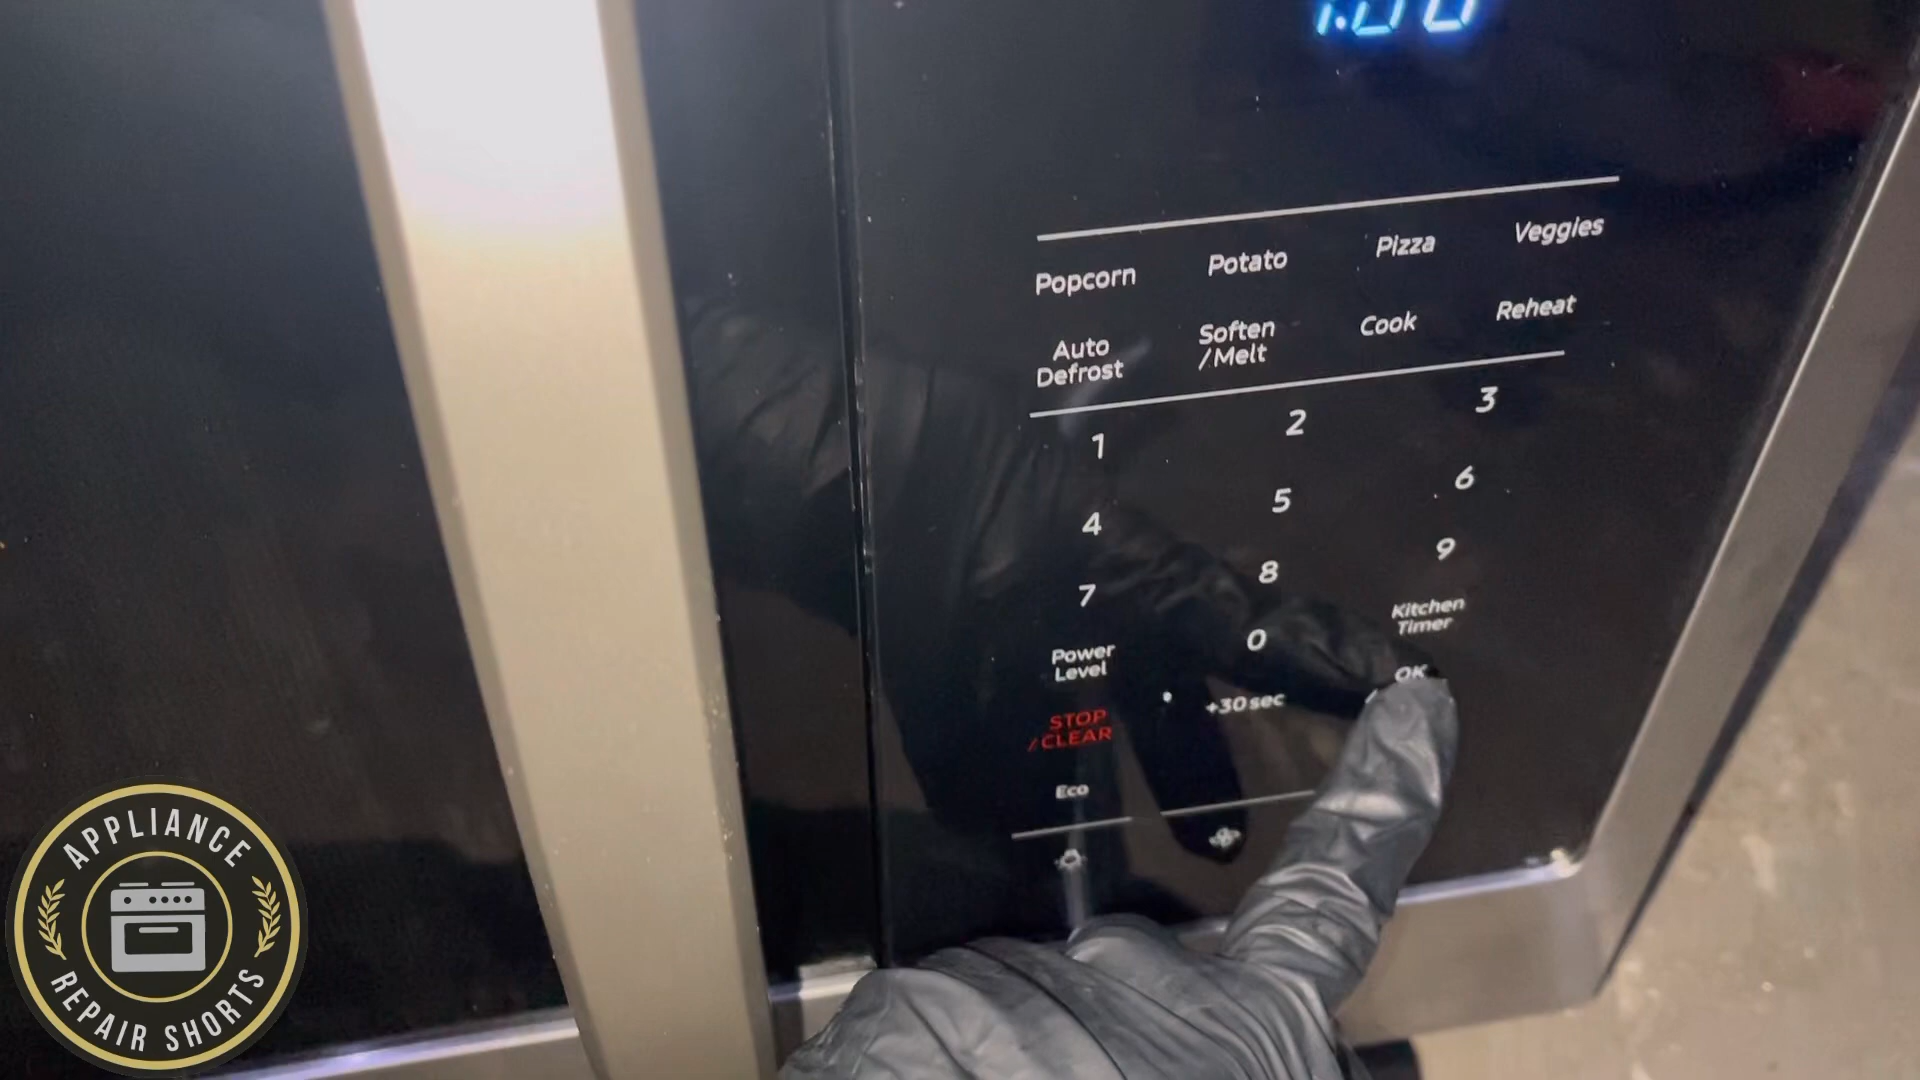 Popcorn Potato Pizza Veggies
Auto Defrost Soften /Melt Cook Reheat
1 2 3
4 5 6
7 8 9
Power Level 0 Kitchen Timer
STOP /CLEAR +30sec OK
Eco
APPLIANCE
REPAIR SHORTS